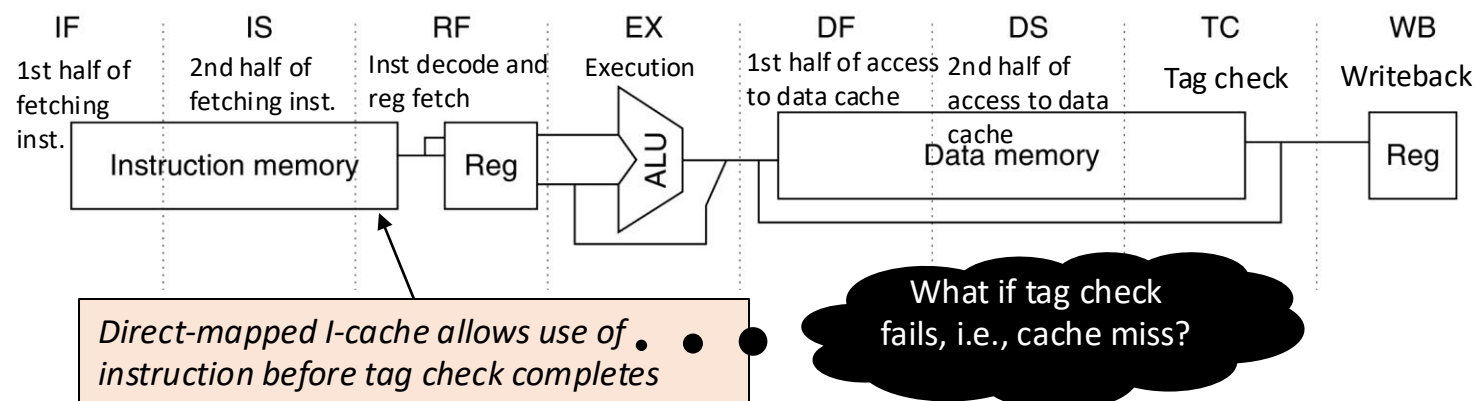 IF IS RF EX DF DS TC WB
1st half of
fetching
inst.
2nd half of
fetching inst.
Inst decode and
reg fetch
Execution
1st half of access
to data cache
2nd half of
access to data
cache
Tag check
Writeback
Instruction memory
Reg
ALU
Data memory
Reg
Direct-mapped I-cache allows use of
instruction before tag check completes
What if tag check
fails, i.e., cache miss?